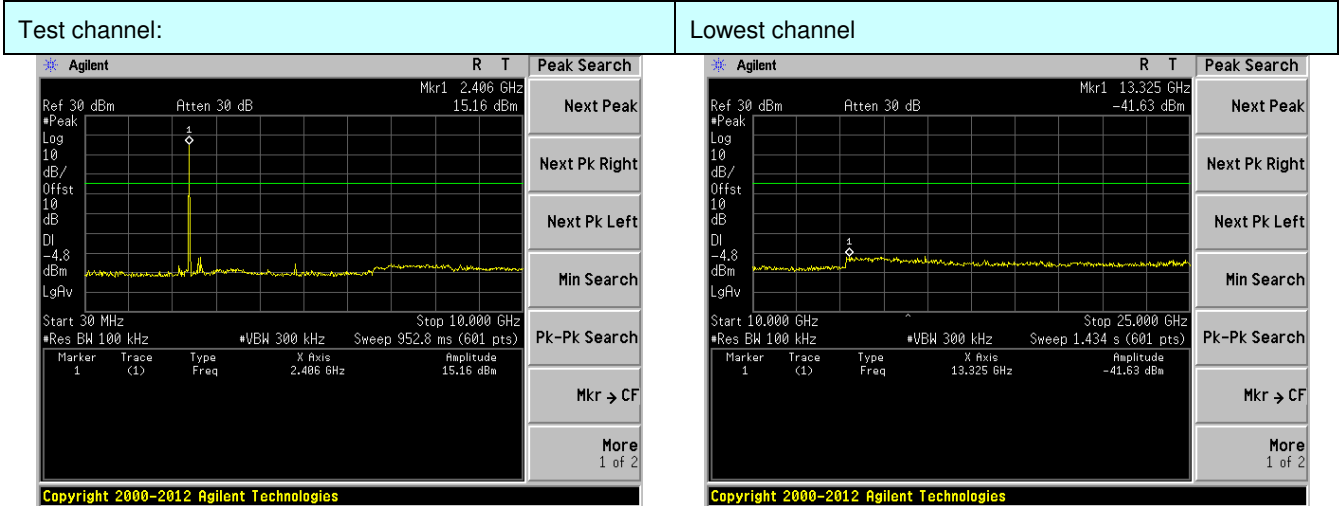 Test channel:
Lowest channel
Agilent R T Peak Search
Mkr1 2.406 GHz
Ref 30 dBm Atten 30 dB 15.16 dBm
#Peak
Log
10
dB/
Offst
10
dB
DI
-4.8
dBm
LgAv
1
Start 30 MHz Stop 10.000 GHz
#Res BW 100 kHz #VBW 300 kHz Sweep 952.8 ms (601 pts)
Marker Trace Type X Axis Amplitude
1 (1) Freq 2.406 GHz 15.16 dBm
Next Peak
Next Pk Right
Next Pk Left
Min Search
Pk-Pk Search
Mkr → CF
More
1 of 2
Copyright 2000-2012 Agilent Technologies
Agilent R T Peak Search
Mkr1 13.325 GHz
Ref 30 dBm Atten 30 dB -41.63 dBm
#Peak
Log
10
dB/
Offst
10
dB
DI
-4.8
dBm
LgAv
1
Start 10.000 GHz Stop 25.000 GHz
#Res BW 100 kHz #VBW 300 kHz Sweep 1.434 s (601 pts)
Marker Trace Type X Axis Amplitude
1 (1) Freq 13.325 GHz -41.63 dBm
Next Peak
Next Pk Right
Next Pk Left
Min Search
Pk-Pk Search
Mkr → CF
More
1 of 2
Copyright 2000-2012 Agilent Technologies